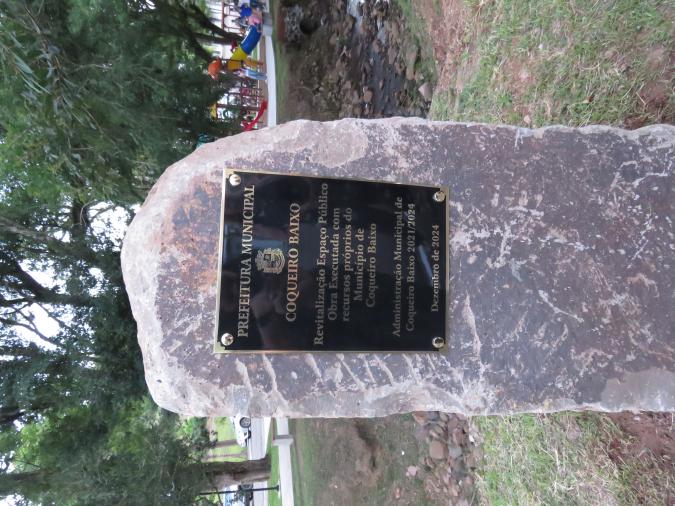 PREFEITURA MUNICIPAL
COQUEIRO BAIXO
Revitalização Espaço Público
Obra Executada com
recursos próprios do
Município de
Coqueiro Baixo
Administração Municipal de
Coqueiro Baixo 2021/2024
Dezembro de 2024